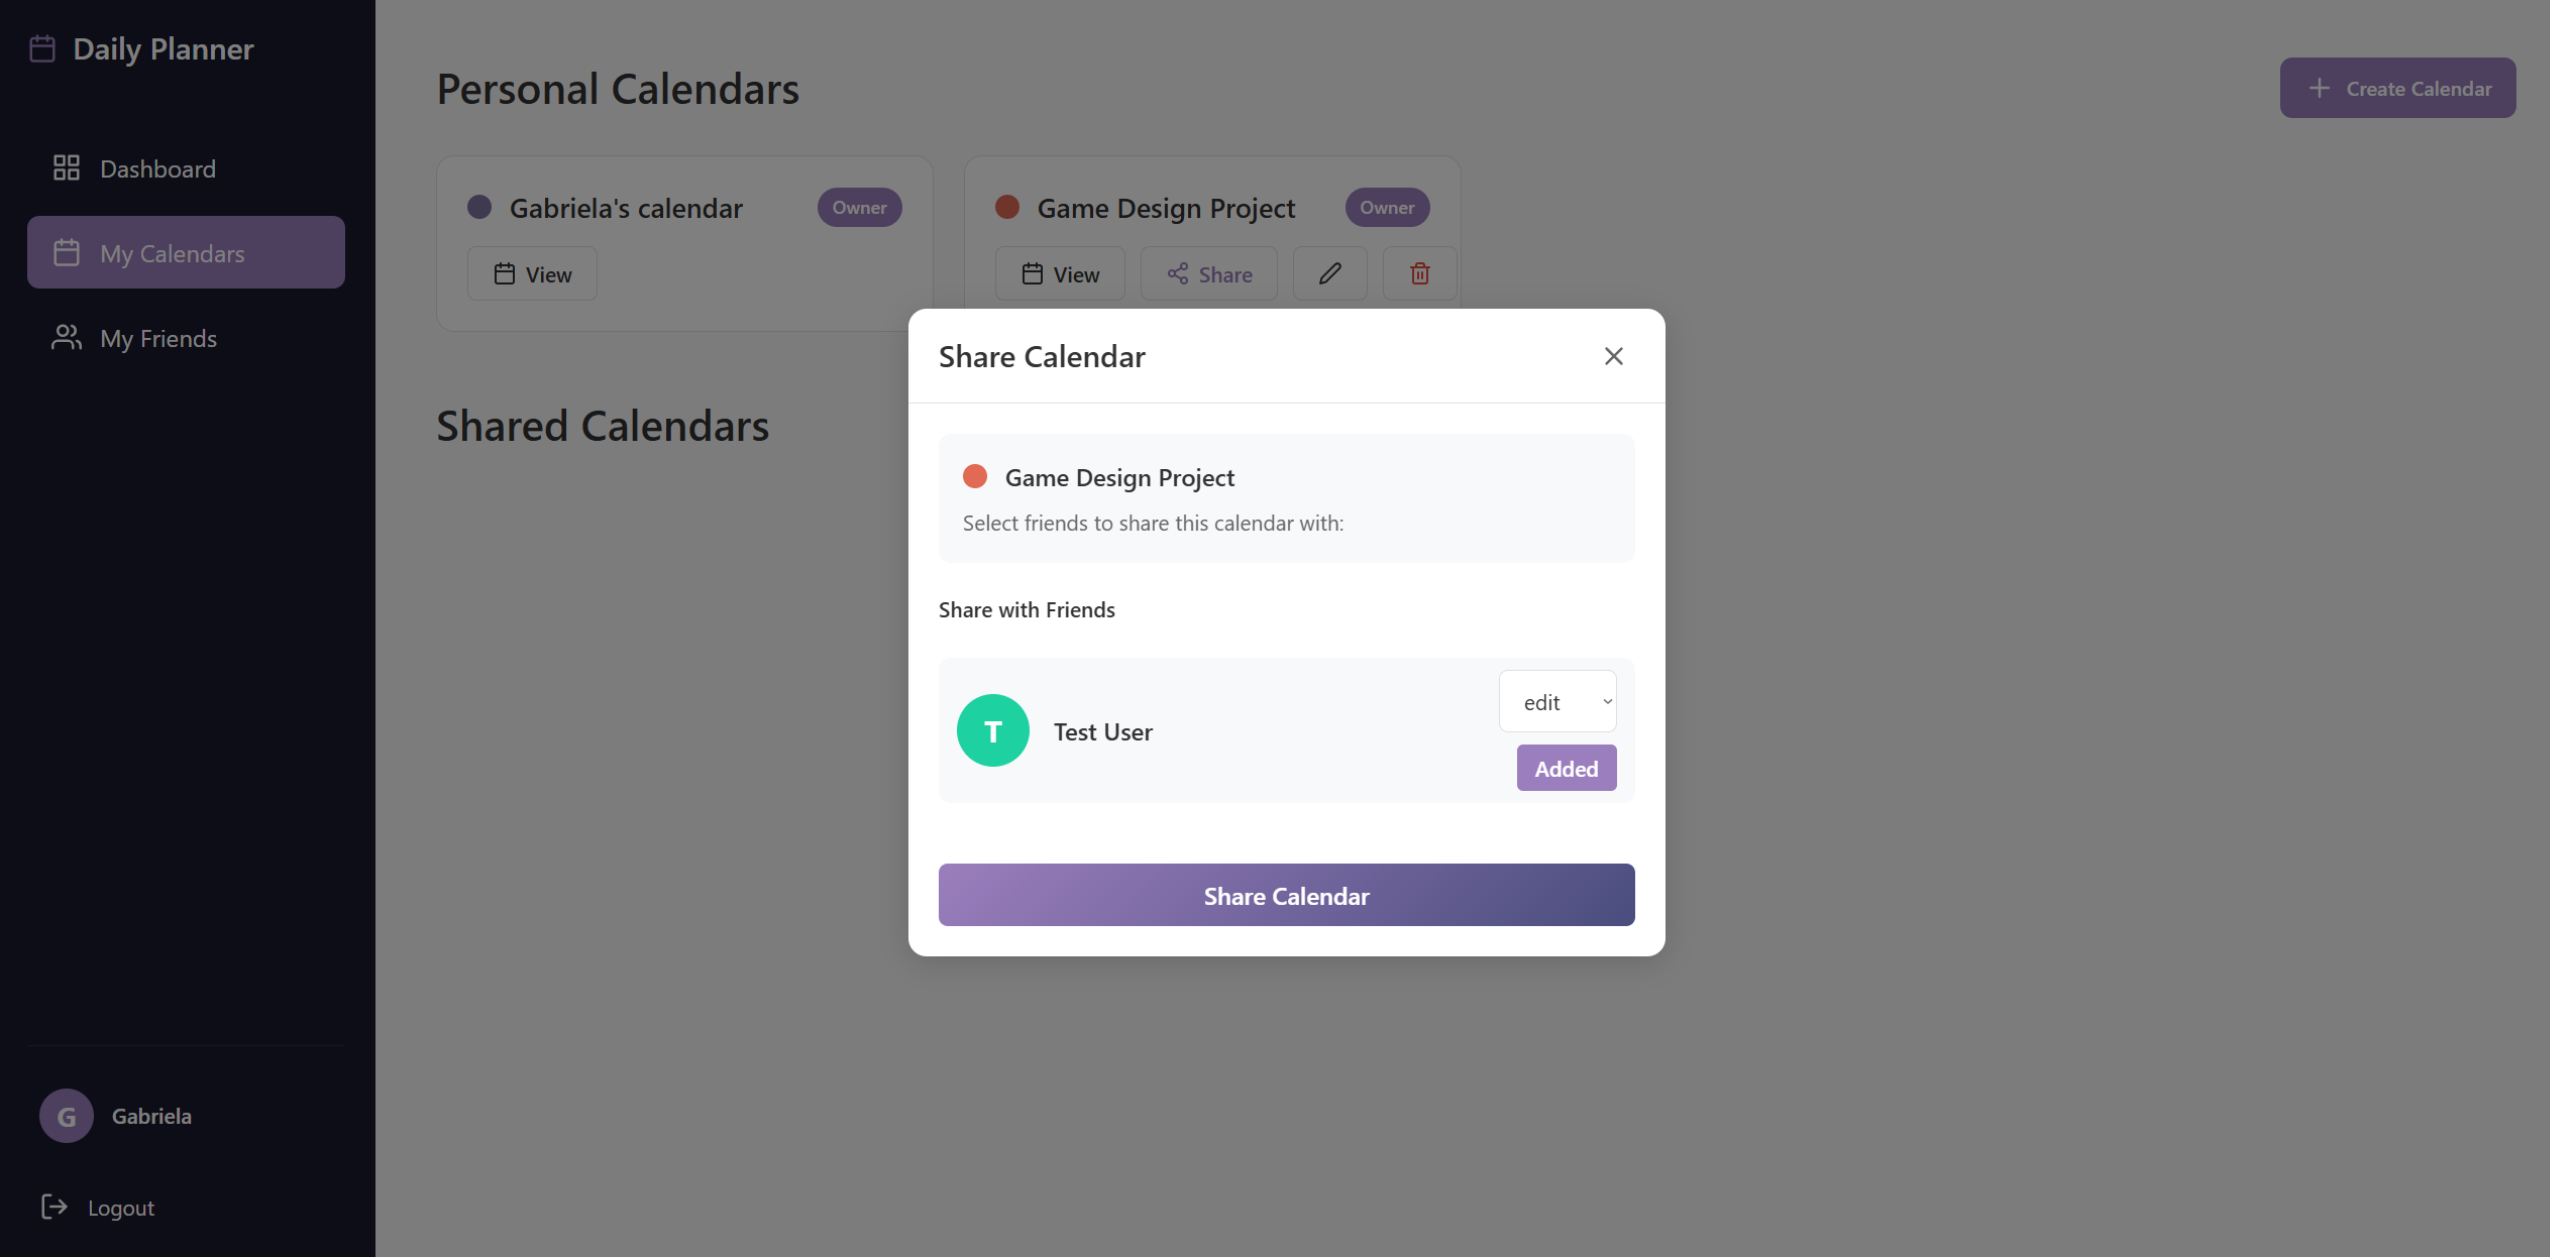 Daily Planner
Dashboard
My Calendars
My Friends
G Gabriela
Logout
Personal Calendars
Create Calendar
Gabriela's calendar Owner
View
Game Design Project Owner
View Share
Shared Calendars
Share Calendar
Game Design Project
Select friends to share this calendar with:
Share with Friends
T Test User
edit
Added
Share Calendar